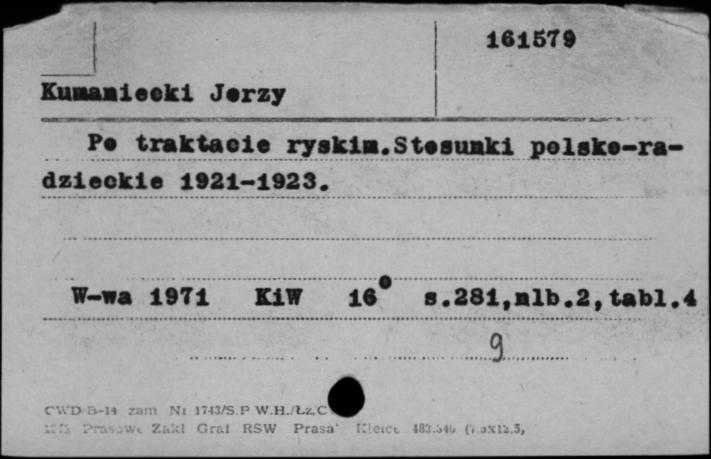 161579
Kumaniecki Jerzy
Po traktacie ryskim.Stosunki polsko-ra-
dzieckie 1921-1923.
W-wa 1971 KiW 16° s.281,nlb.2,tabl.4
9
CWD B-14 zam Nr 1743/S.P W.H./Łz.C
Prasowe Zakł Graf RSW Prasa" Kielce